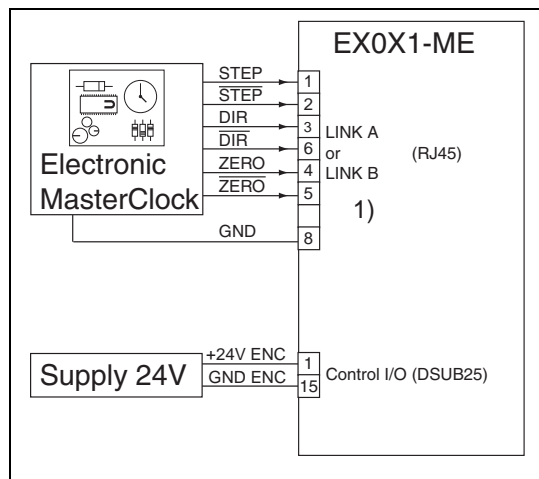 EX0X1-ME
STEP 1
STEP 2
DIR 3
DIR 6
ZERO 4
ZERO 5
GND 8
Electronic
MasterClock
LINK A
or
LINK B
(RJ45)
1)
Supply 24V
+24V ENC 1
GND ENC 15
Control I/O (DSUB25)